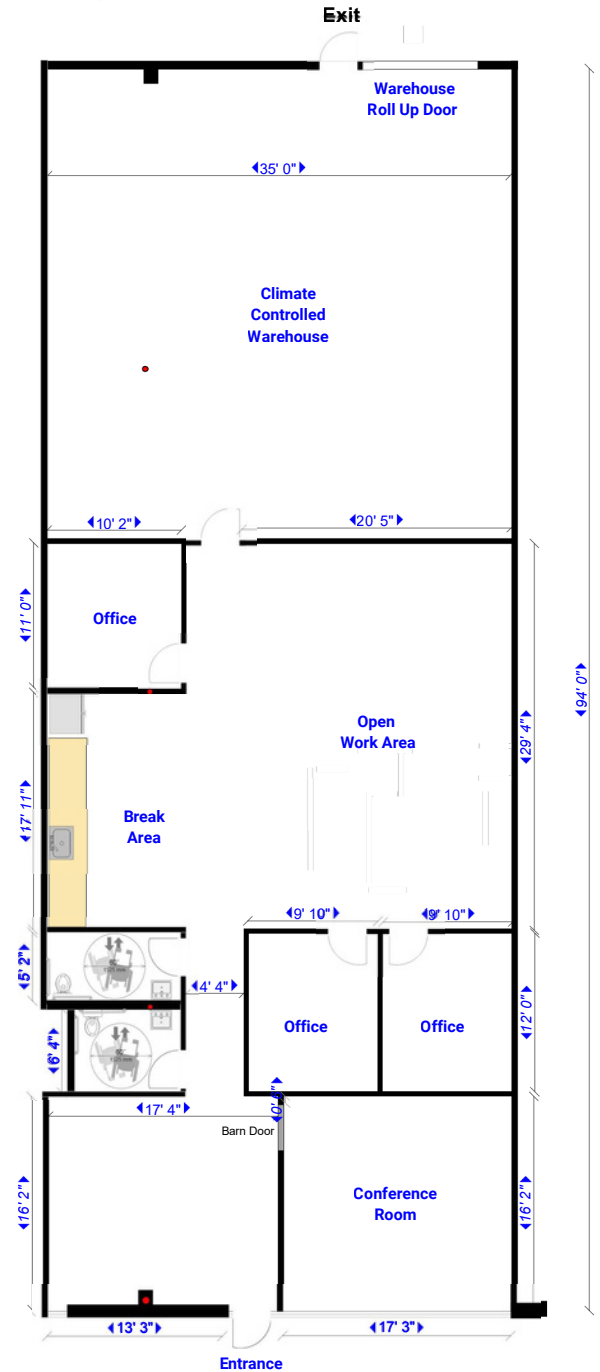 Exit
Warehouse
Roll Up Door
35' 0"
Climate
Controlled
Warehouse
10' 2"
20' 5"
11' 0"
Office
94' 0"
Open
Work Area
29' 4"
17' 11"
Break
Area
9' 10"
9' 10"
5' 2"
4' 4"
Office
Office
12' 0"
6' 4"
17' 4"
Barn Door
16' 2"
Conference
Room
16' 2"
13' 3"
17' 3"
Entrance